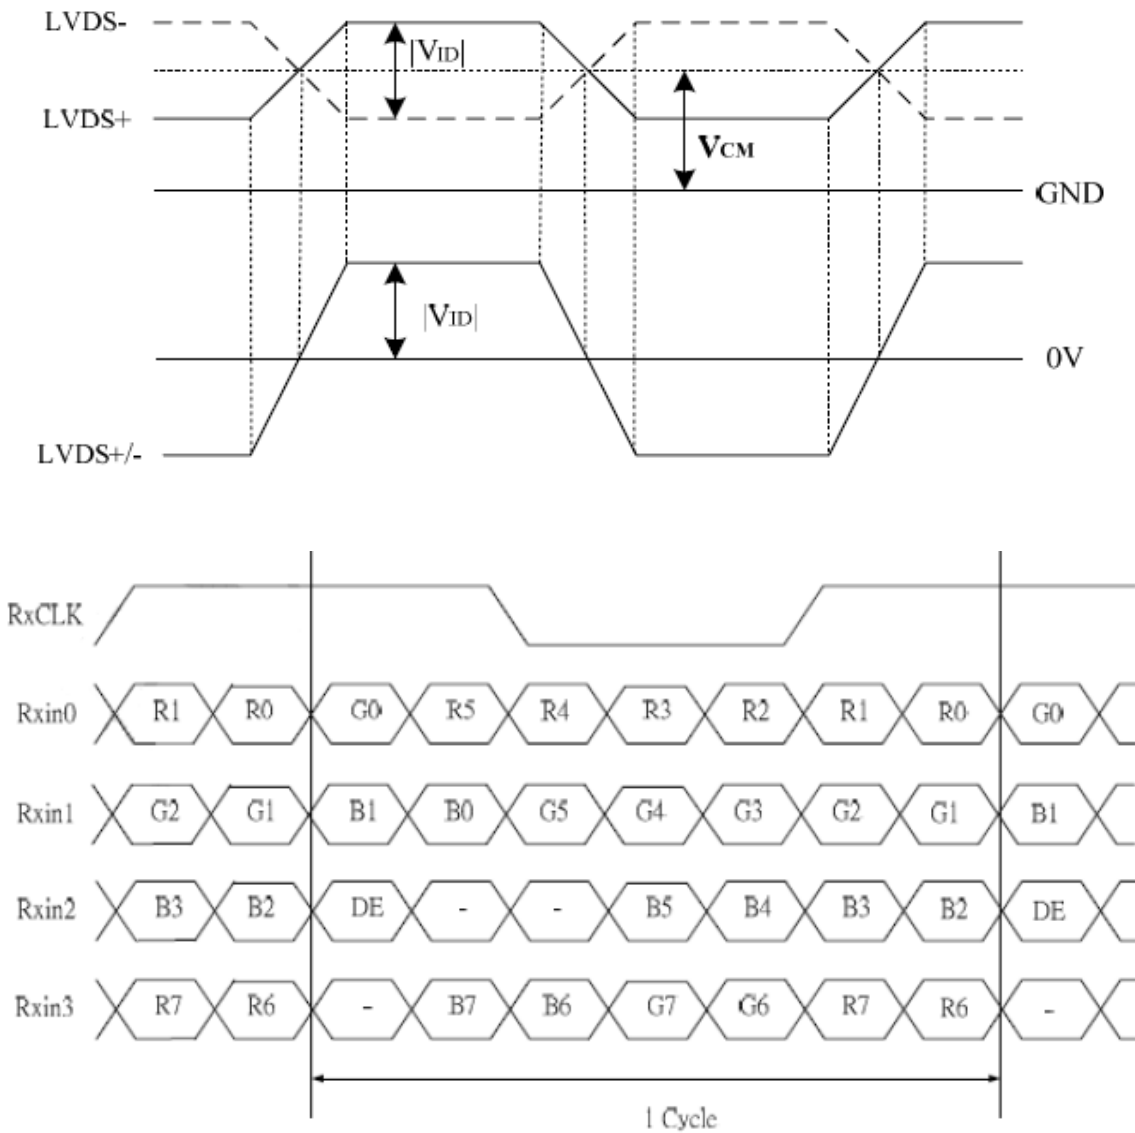 LVDS-
|VID|
LVDS+
VCM
GND
|VID|
0V
LVDS+/-
RxCLK
Rxin0 R1 R0 G0 R5 R4 R3 R2 R1 R0 G0
Rxin1 G2 G1 B1 B0 G5 G4 G3 G2 G1 B1
Rxin2 B3 B2 DE - - B5 B4 B3 B2 DE
Rxin3 R7 R6 - B7 B6 G7 G6 R7 R6 -
1 Cycle